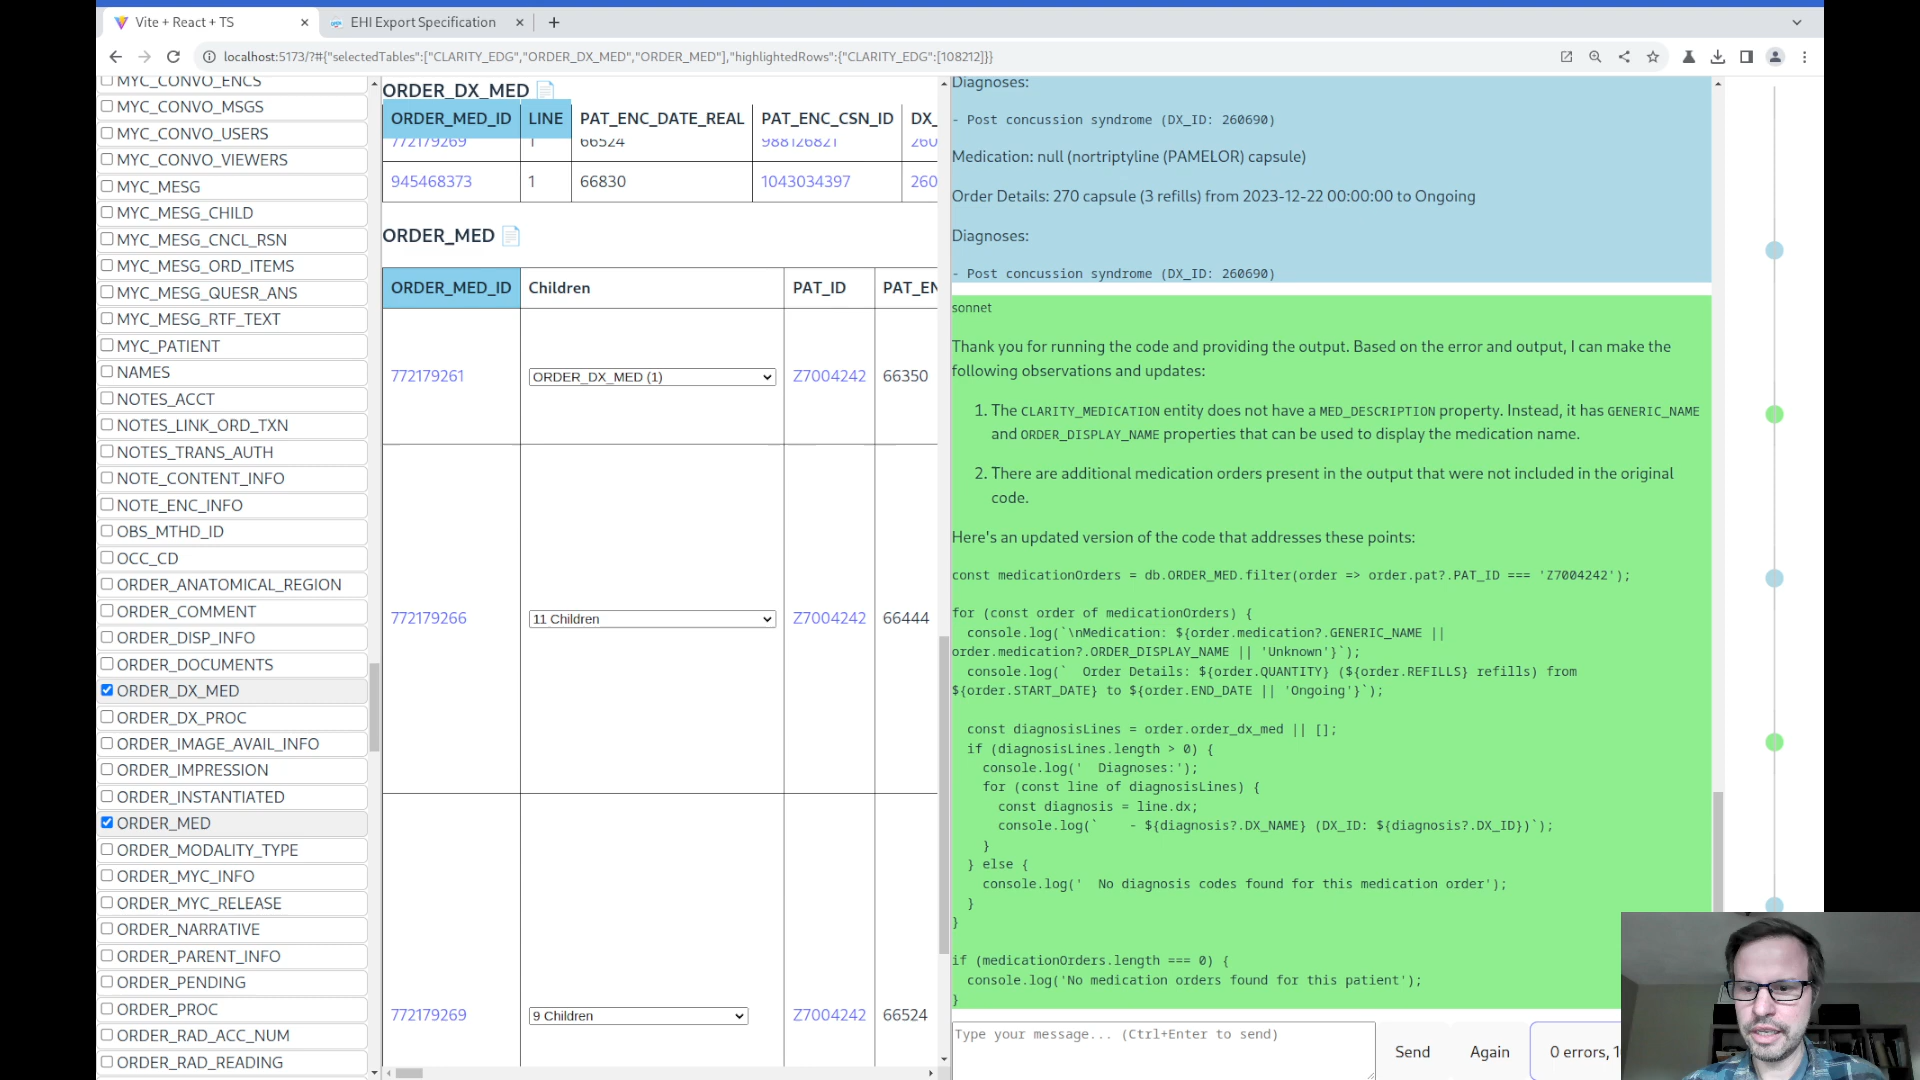 Vite + React + TS
EHI Export Specification
localhost:5173/?#{"selectedTables":["CLARITY_EDG","ORDER_DX_MED","ORDER_MED"],"highlightedRows":{"CLARITY_EDG":[108212]}}
MYC_CONVO_ENCS
MYC_CONVO_MSGS
MYC_CONVO_USERS
MYC_CONVO_VIEWERS
MYC_MESG
MYC_MESG_CHILD
MYC_MESG_CNCL_RSN
MYC_MESG_ORD_ITEMS
MYC_MESG_QUESR_ANS
MYC_MESG_RTF_TEXT
MYC_PATIENT
NAMES
NOTES_ACCT
NOTES_LINK_ORD_TXN
NOTES_TRANS_AUTH
NOTE_CONTENT_INFO
NOTE_ENC_INFO
OBS_MTHD_ID
OCC_CD
ORDER_ANATOMICAL_REGION
ORDER_COMMENT
ORDER_DISP_INFO
ORDER_DOCUMENTS
ORDER_DX_MED
ORDER_DX_PROC
ORDER_IMAGE_AVAIL_INFO
ORDER_IMPRESSION
ORDER_INSTANTIATED
ORDER_MED
ORDER_MODALITY_TYPE
ORDER_MYC_INFO
ORDER_MYC_RELEASE
ORDER_NARRATIVE
ORDER_PARENT_INFO
ORDER_PENDING
ORDER_PROC
ORDER_RAD_ACC_NUM
ORDER_RAD_READING
ORDER_DX_MED
ORDER_MED_ID LINE PAT_ENC_DATE_REAL PAT_ENC_CSN_ID DX_
772179269 1 66524 988126821 260
945468373 1 66830 1043034397 260
ORDER_MED
ORDER_MED_ID Children PAT_ID PAT_EN
772179261 ORDER_DX_MED (1) Z7004242 66350
772179266 11 Children Z7004242 66444
772179269 9 Children Z7004242 66524
Diagnoses:
- Post concussion syndrome (DX_ID: 260690)
Medication: null (nortriptyline (PAMELOR) capsule)
Order Details: 270 capsule (3 refills) from 2023-12-22 00:00:00 to Ongoing
Diagnoses:
- Post concussion syndrome (DX_ID: 260690)
sonnet
Thank you for running the code and providing the output. Based on the error and output, I can make the
following observations and updates:
1. The CLARITY_MEDICATION entity does not have a MED_DESCRIPTION property. Instead, it has GENERIC_NAME
and ORDER_DISPLAY_NAME properties that can be used to display the medication name.
2. There are additional medication orders present in the output that were not included in the original
code.
Here's an updated version of the code that addresses these points:
const medicationOrders = db.ORDER_MED.filter(order => order.pat?.PAT_ID === 'Z7004242');
for (const order of medicationOrders) {
console.log(`\nMedication: ${order.medication?.GENERIC_NAME ||
order.medication?.ORDER_DISPLAY_NAME || 'Unknown'}`);
console.log(`  Order Details: ${order.QUANTITY} (${order.REFILLS} refills) from
${order.START_DATE} to ${order.END_DATE || 'Ongoing'}`);
const diagnosisLines = order.order_dx_med || [];
if (diagnosisLines.length > 0) {
console.log('  Diagnoses:');
for (const line of diagnosisLines) {
const diagnosis = line.dx;
console.log(`    - ${diagnosis?.DX_NAME} (DX_ID: ${diagnosis?.DX_ID})`);
}
} else {
console.log('  No diagnosis codes found for this medication order');
}
}
if (medicationOrders.length === 0) {
console.log('No medication orders found for this patient');
}
Type your message... (Ctrl+Enter to send)
Send
Again
0 errors, 1